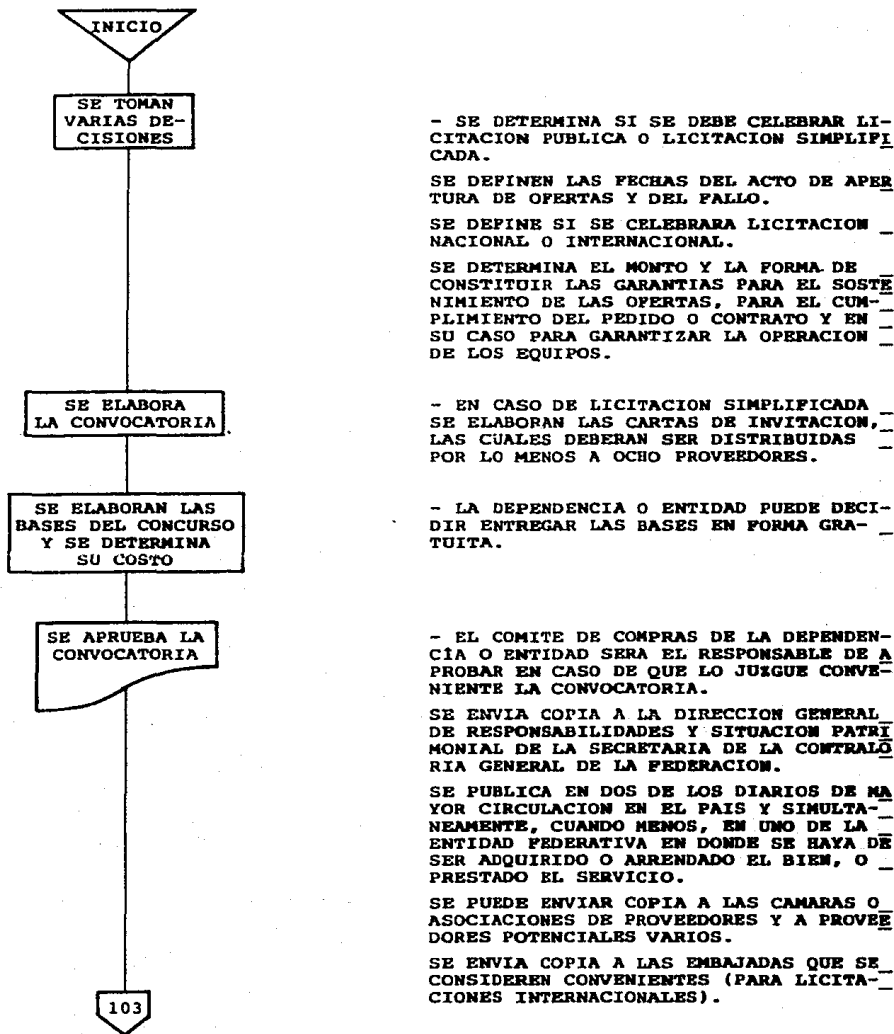 INICIO
SE TOMAN
VARIAS DE-
CISIONES
- SE DETERMINA SI SE DEBE CELEBRAR LI-
CITACION PUBLICA O LICITACION SIMPLIFI
CADA.
SE DEFINEN LAS FECHAS DEL ACTO DE APER
TURA DE OFERTAS Y DEL FALLO.
SE DEFINE SI SE CELEBRARA LICITACION _
NACIONAL O INTERNACIONAL.
SE DETERMINA EL MONTO Y LA FORMA DE _
CONSTITUIR LAS GARANTIAS PARA EL SOSTE
NIMIENTO DE LAS OFERTAS, PARA EL CUM-
PLIMIENTO DEL PEDIDO O CONTRATO Y EN _
SU CASO PARA GARANTIZAR LA OPERACION _
DE LOS EQUIPOS.
SE ELABORA
LA CONVOCATORIA
- EN CASO DE LICITACION SIMPLIFICADA _
SE ELABORAN LAS CARTAS DE INVITACION,_
LAS CUALES DEBERAN SER DISTRIBUIDAS _
POR LO MENOS A OCHO PROVEEDORES.
SE ELABORAN LAS
BASES DEL CONCURSO
Y SE DETERMINA
SU COSTO
- LA DEPENDENCIA O ENTIDAD PUEDE DECI-
DIR ENTREGAR LAS BASES EN FORMA GRA-_
TUITA.
SE APRUEBA LA
CONVOCATORIA
- EL COMITE DE COMPRAS DE LA DEPENDEN-
CÍA O ENTIDAD SERA EL RESPONSABLE DE A
PROBAR EN CASO DE QUE LO JUZGUE CONVE-
NIENTE LA CONVOCATORIA.
SE ENVIA COPIA A LA DIRECCION GENERAL_
DE RESPONSABILIDADES Y SITUACION PATRI
MONIAL DE LA SECRETARIA DE LA CONTRALO
RIA GENERAL DE LA FEDERACION.
SE PUBLICA EN DOS DE LOS DIARIOS DE MA
YOR CIRCULACION EN EL PAIS Y SIMULTA-_
NEAMENTE, CUANDO MENOS, EN UNO DE LA _
ENTIDAD FEDERATIVA EN DONDE SE HAYA DE
SER ADQUIRIDO O ARRENDADO EL BIEN, O _
PRESTADO EL SERVICIO.
SE PUEDE ENVIAR COPIA A LAS CAMARAS O_
ASOCIACIONES DE PROVEEDORES Y A PROVEE
DORES POTENCIALES VARIOS.
SE ENVIA COPIA A LAS EMBAJADAS QUE SE_
CONSIDEREN CONVENIENTES (PARA LICITA-_
CIONES INTERNACIONALES).
103